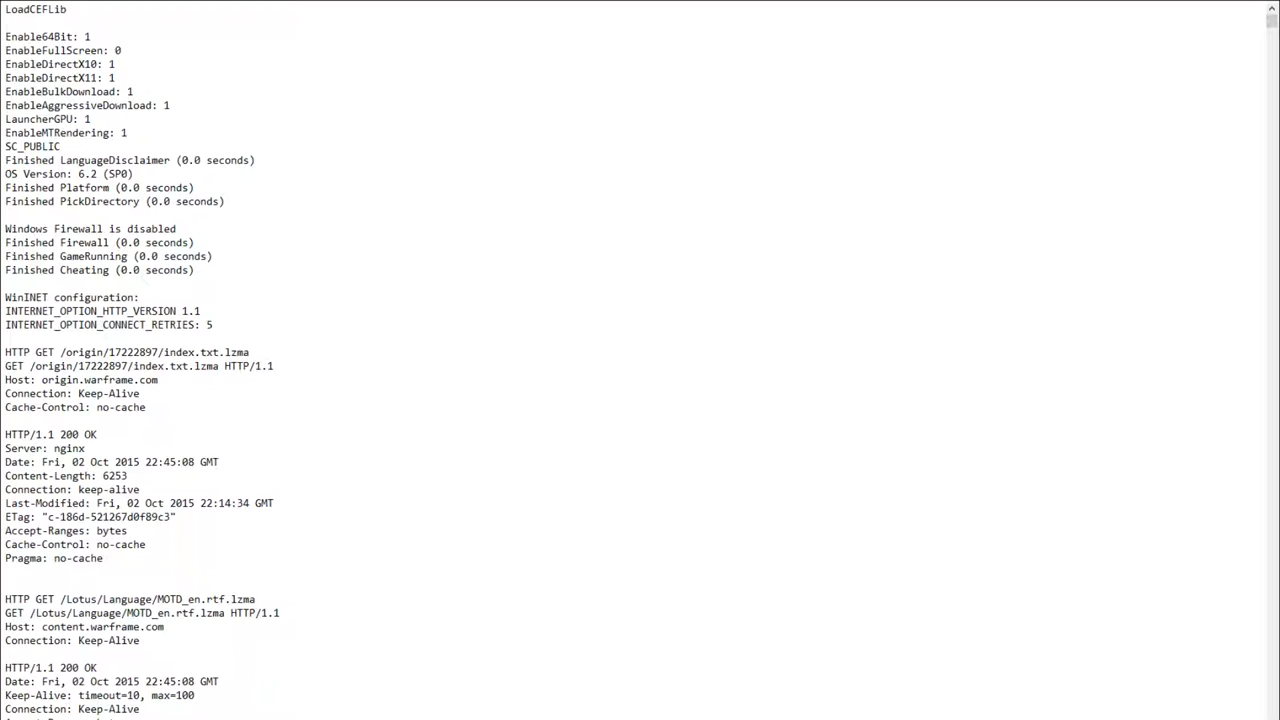 LoadCEFLib
Enable64Bit: 1
EnableFullScreen: 0
EnableDirectX10: 1
EnableDirectX11: 1
EnableBulkDownload: 1
EnableAggressiveDownload: 1
LauncherGPU: 1
EnableMTRendering: 1
SC_PUBLIC
Finished LanguageDisclaimer (0.0 seconds)
OS Version: 6.2 (SP0)
Finished Platform (0.0 seconds)
Finished PickDirectory (0.0 seconds)
Windows Firewall is disabled
Finished Firewall (0.0 seconds)
Finished GameRunning (0.0 seconds)
Finished Cheating (0.0 seconds)
WinINET configuration:
INTERNET_OPTION_HTTP_VERSION 1.1
INTERNET_OPTION_CONNECT_RETRIES: 5
HTTP GET /origin/17222897/index.txt.lzma
GET /origin/17222897/index.txt.lzma HTTP/1.1
Host: origin.warframe.com
Connection: Keep-Alive
Cache-Control: no-cache
HTTP/1.1 200 OK
Server: nginx
Date: Fri, 02 Oct 2015 22:45:08 GMT
Content-Length: 6253
Connection: keep-alive
Last-Modified: Fri, 02 Oct 2015 22:14:34 GMT
ETag: "c-186d-521267d0f89c3"
Accept-Ranges: bytes
Cache-Control: no-cache
Pragma: no-cache
HTTP GET /Lotus/Language/MOTD_en.rtf.lzma
GET /Lotus/Language/MOTD_en.rtf.lzma HTTP/1.1
Host: content.warframe.com
Connection: Keep-Alive
HTTP/1.1 200 OK
Date: Fri, 02 Oct 2015 22:45:08 GMT
Keep-Alive: timeout=10, max=100
Connection: Keep-Alive